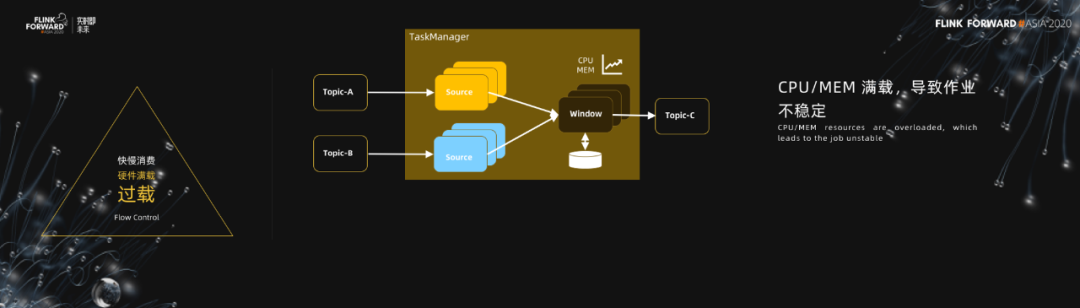 FLINK
FORWARD
#ASIA 2020
实时即
未来
FLINK FORWARD #ASIA 2020
快慢消费
硬件满载
过载
Flow Control
TaskManager
CPU
MEM
Topic-A
Source
Window
Topic-C
Topic-B
Source
CPU/MEM 满载，导致作业
不稳定
CPU/MEM resources are overloaded, which
leads to the job unstable